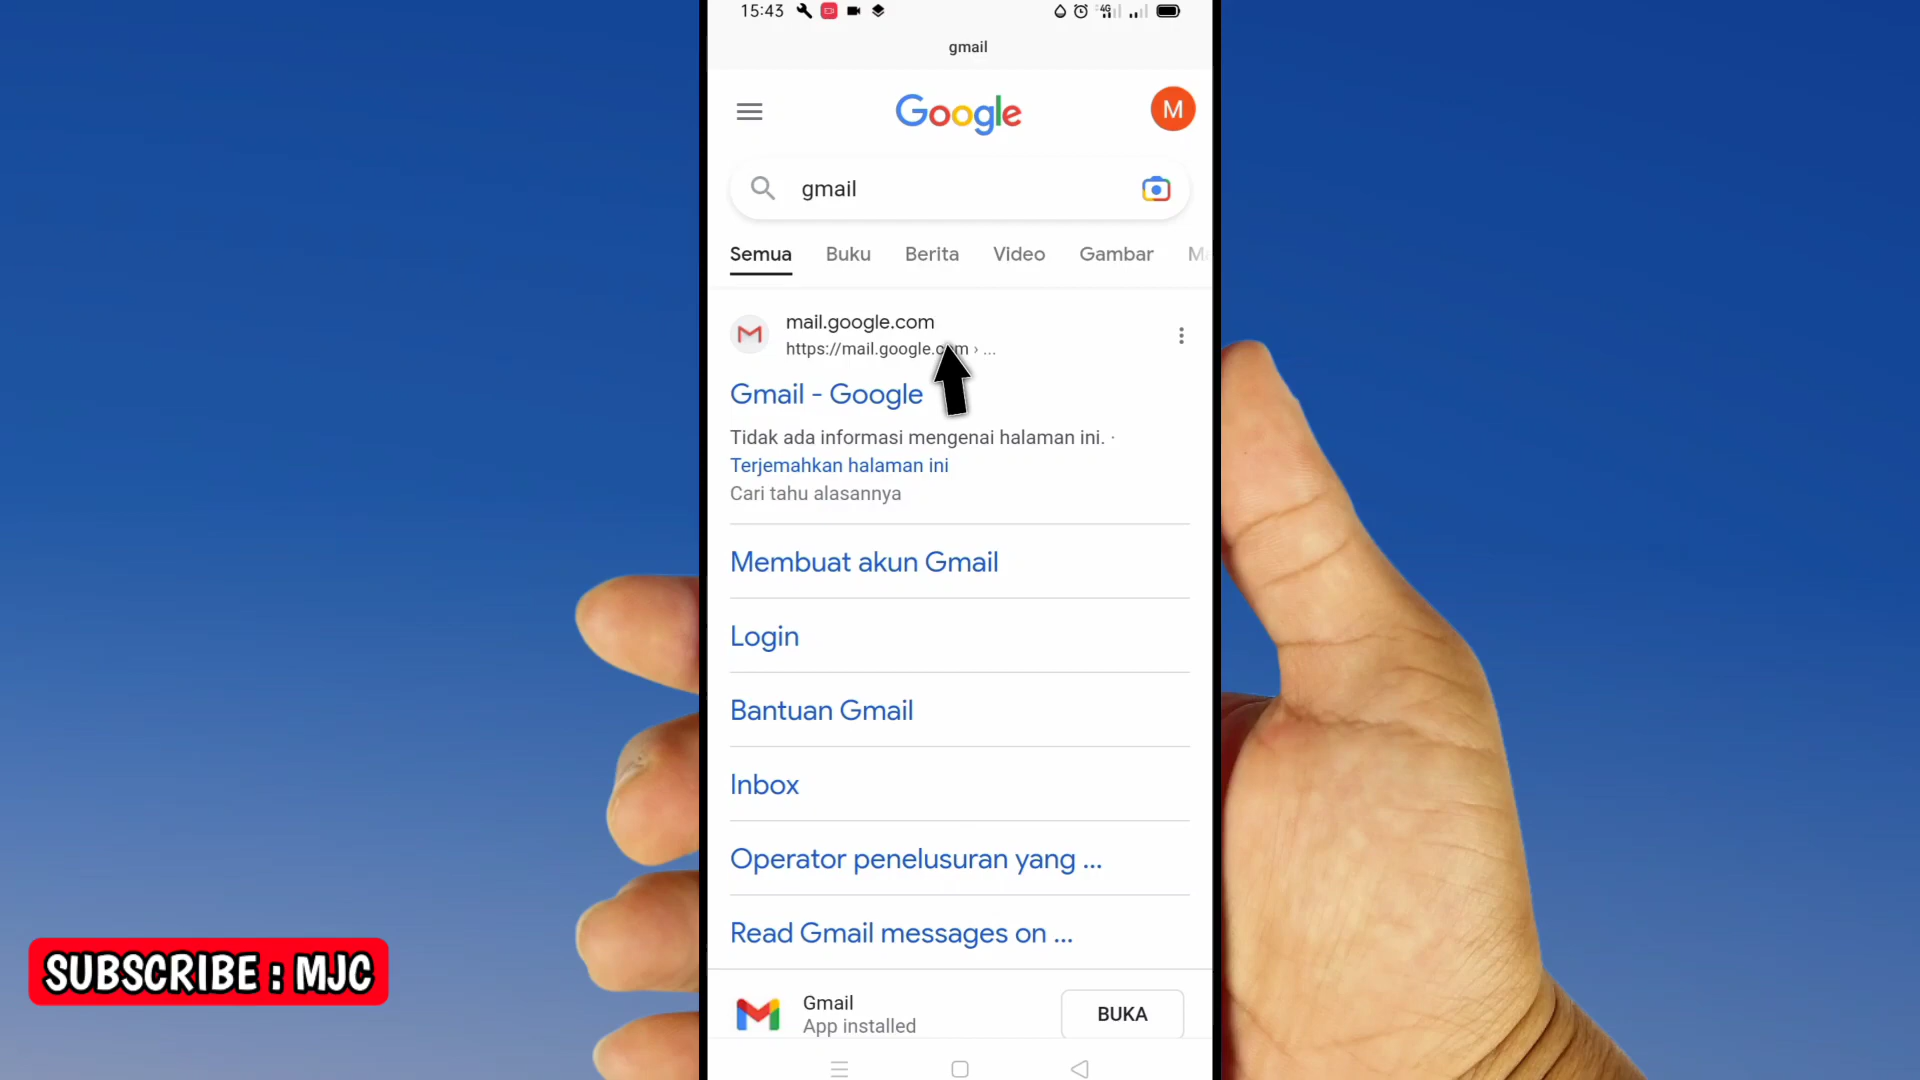 15:43
4G
gmail
Google
M
gmail
Semua Buku Berita Video Gambar
mail.google.com
https://mail.google.com › ...
Gmail - Google
Tidak ada informasi mengenai halaman ini. ·
Terjemahkan halaman ini
Cari tahu alasannya
Membuat akun Gmail
Login
Bantuan Gmail
Inbox
Operator penelusuran yang ...
Read Gmail messages on ...
Gmail
App installed
BUKA
SUBSCRIBE : MJC